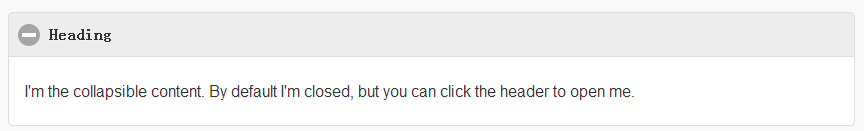 Heading
I'm the collapsible content. By default I'm closed, but you can click the header to open me.